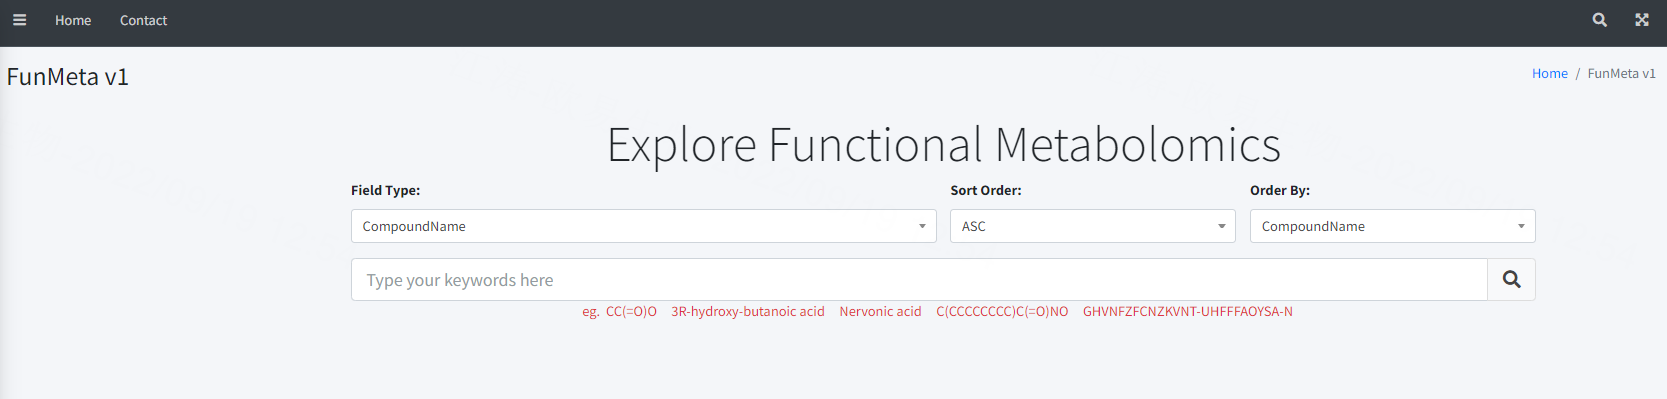 Home Contact
FunMeta v1
Home / FunMeta v1
Explore Functional Metabolomics
Field Type: Sort Order: Order By:
CompoundName ASC CompoundName
Type your keywords here
eg. CC(=O)O 3R-hydroxy-butanoic acid Nervonic acid C(CCCCCCCC)C(=O)NO GHVNFZFCNZKVNT-UHFFFAOYSA-N